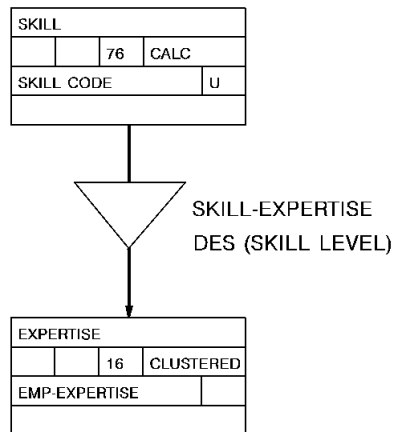 SKILL
76 CALC
SKILL CODE U
SKILL-EXPERTISE
DES (SKILL LEVEL)
EXPERTISE
16 CLUSTERED
EMP-EXPERTISE